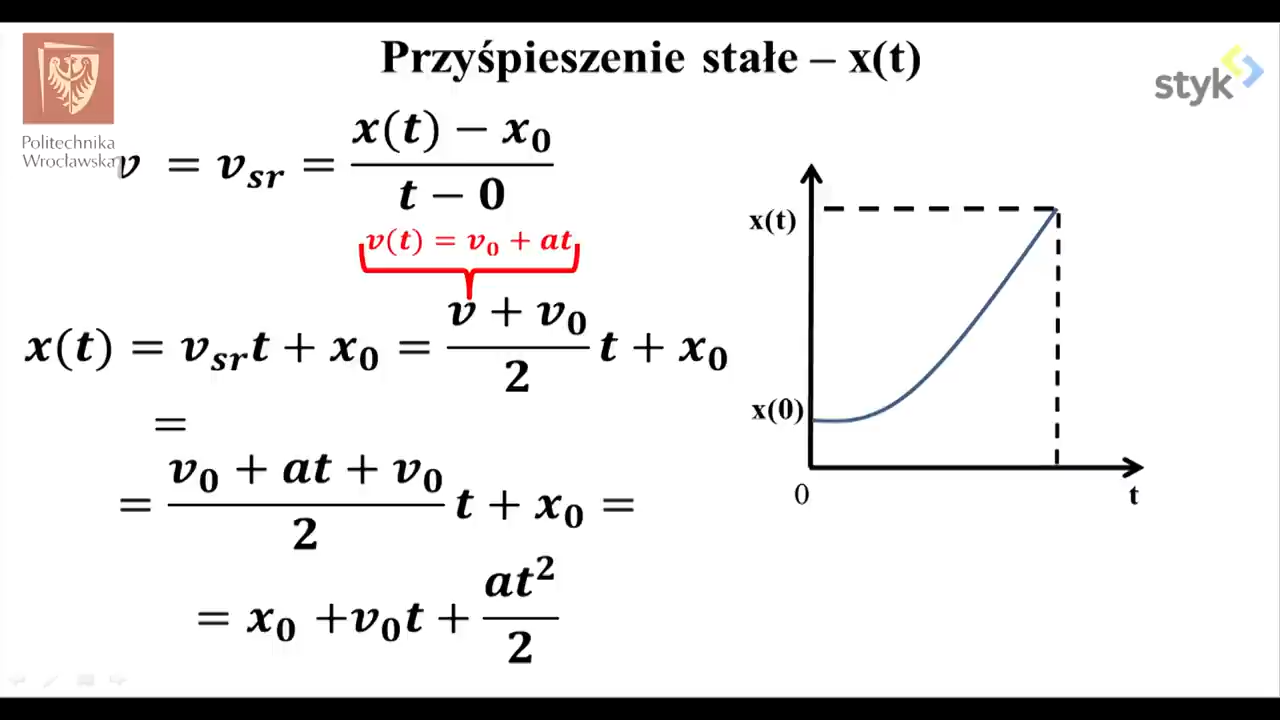 Przyśpieszenie stałe – x(t)
Politechnika
Wrocławska
styk
v = v_sr = (x(t) − x_0)/(t − 0)
v(t) = v_0 + at
x(t) = v_sr t + x_0 = (v + v_0)/2 t + x_0
=
= (v_0 + at + v_0)/2 t + x_0 =
= x_0 + v_0 t + at²/2
x(t)
x(0)
0
t